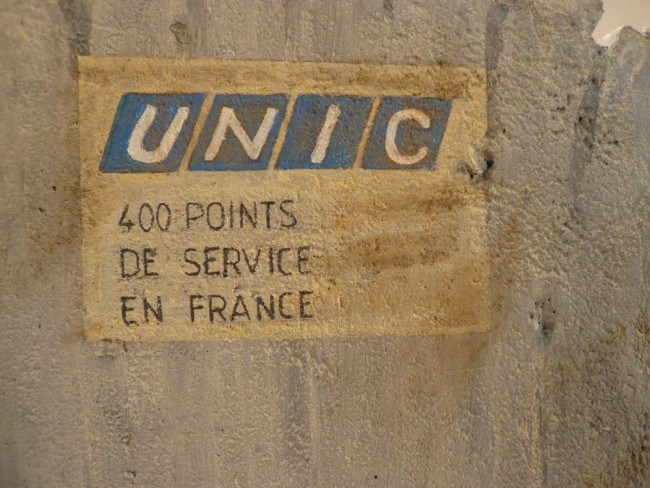 UNIC
400 POINTS
DE SERVICE
EN FRANCE